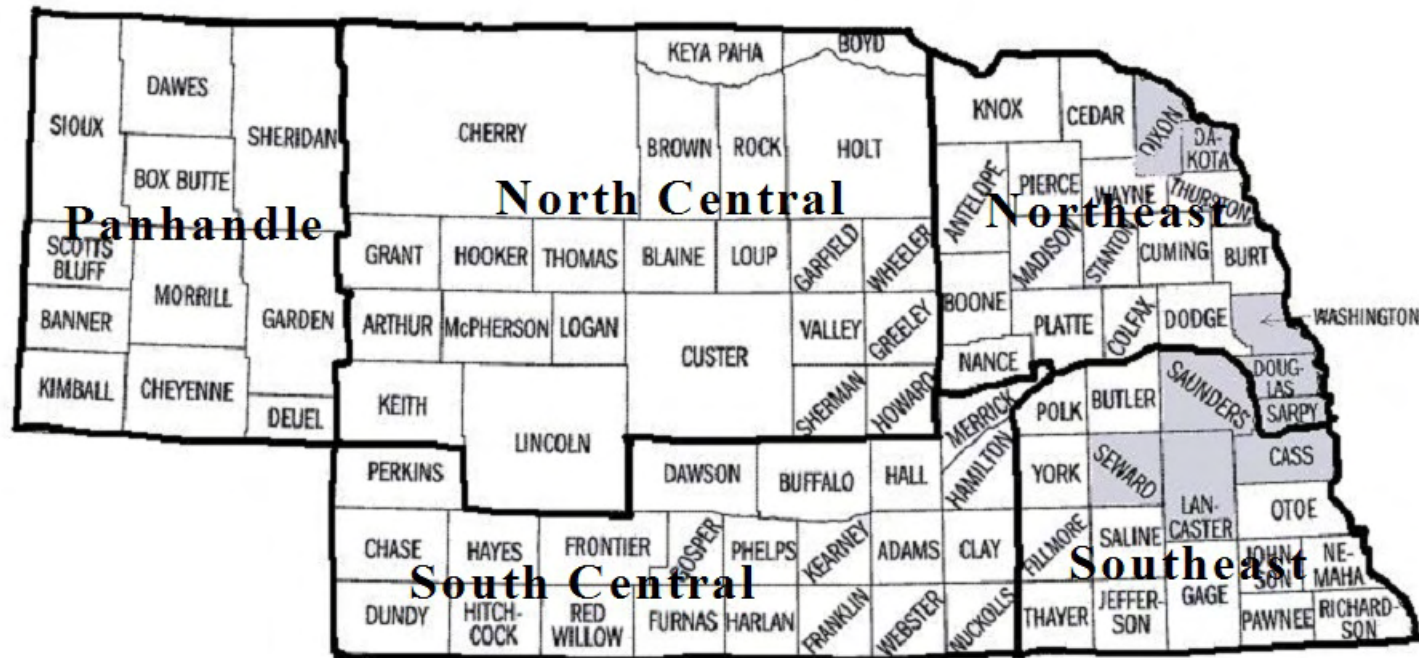 KEYA PAHA
BOYD
DAWES
SIOUX
SHERIDAN
CHERRY
BROWN
ROCK
HOLT
KNOX
CEDAR
DIXON
DA-
KOTA
BOX BUTTE
Panhandle
North Central
Northeast
ANTELOPE
PIERCE
WAYNE
THURSTON
SCOTTS
BLUFF
GRANT
HOOKER
THOMAS
BLAINE
LOUP
GARFIELD
WHEELER
MADISON
STANTON
CUMING
BURT
MORRILL
BANNER
GARDEN
ARTHUR
McPHERSON
LOGAN
CUSTER
VALLEY
GREELEY
BOONE
PLATTE
COLFAX
DODGE
WASHINGTON
KIMBALL
CHEYENNE
DEUEL
KEITH
LINCOLN
SHERMAN
HOWARD
NANCE
MERRICK
POLK
BUTLER
SAUNDERS
DOUG-
LAS
SARPY
PERKINS
DAWSON
BUFFALO
HALL
HAMILTON
YORK
SEWARD
LAN-
CASTER
CASS
OTOE
CHASE
HAYES
FRONTIER
GOSPER
PHELPS
KEARNEY
ADAMS
CLAY
FILLMORE
SALINE
South Central
Southeast
JOHN-
SON
NE-
MAHA
DUNDY
HITCH-
COCK
RED
WILLOW
FURNAS
HARLAN
FRANKLIN
WEBSTER
NUCKOLLS
THAYER
JEFFER-
SON
GAGE
PAWNEE
RICHARD-
SON